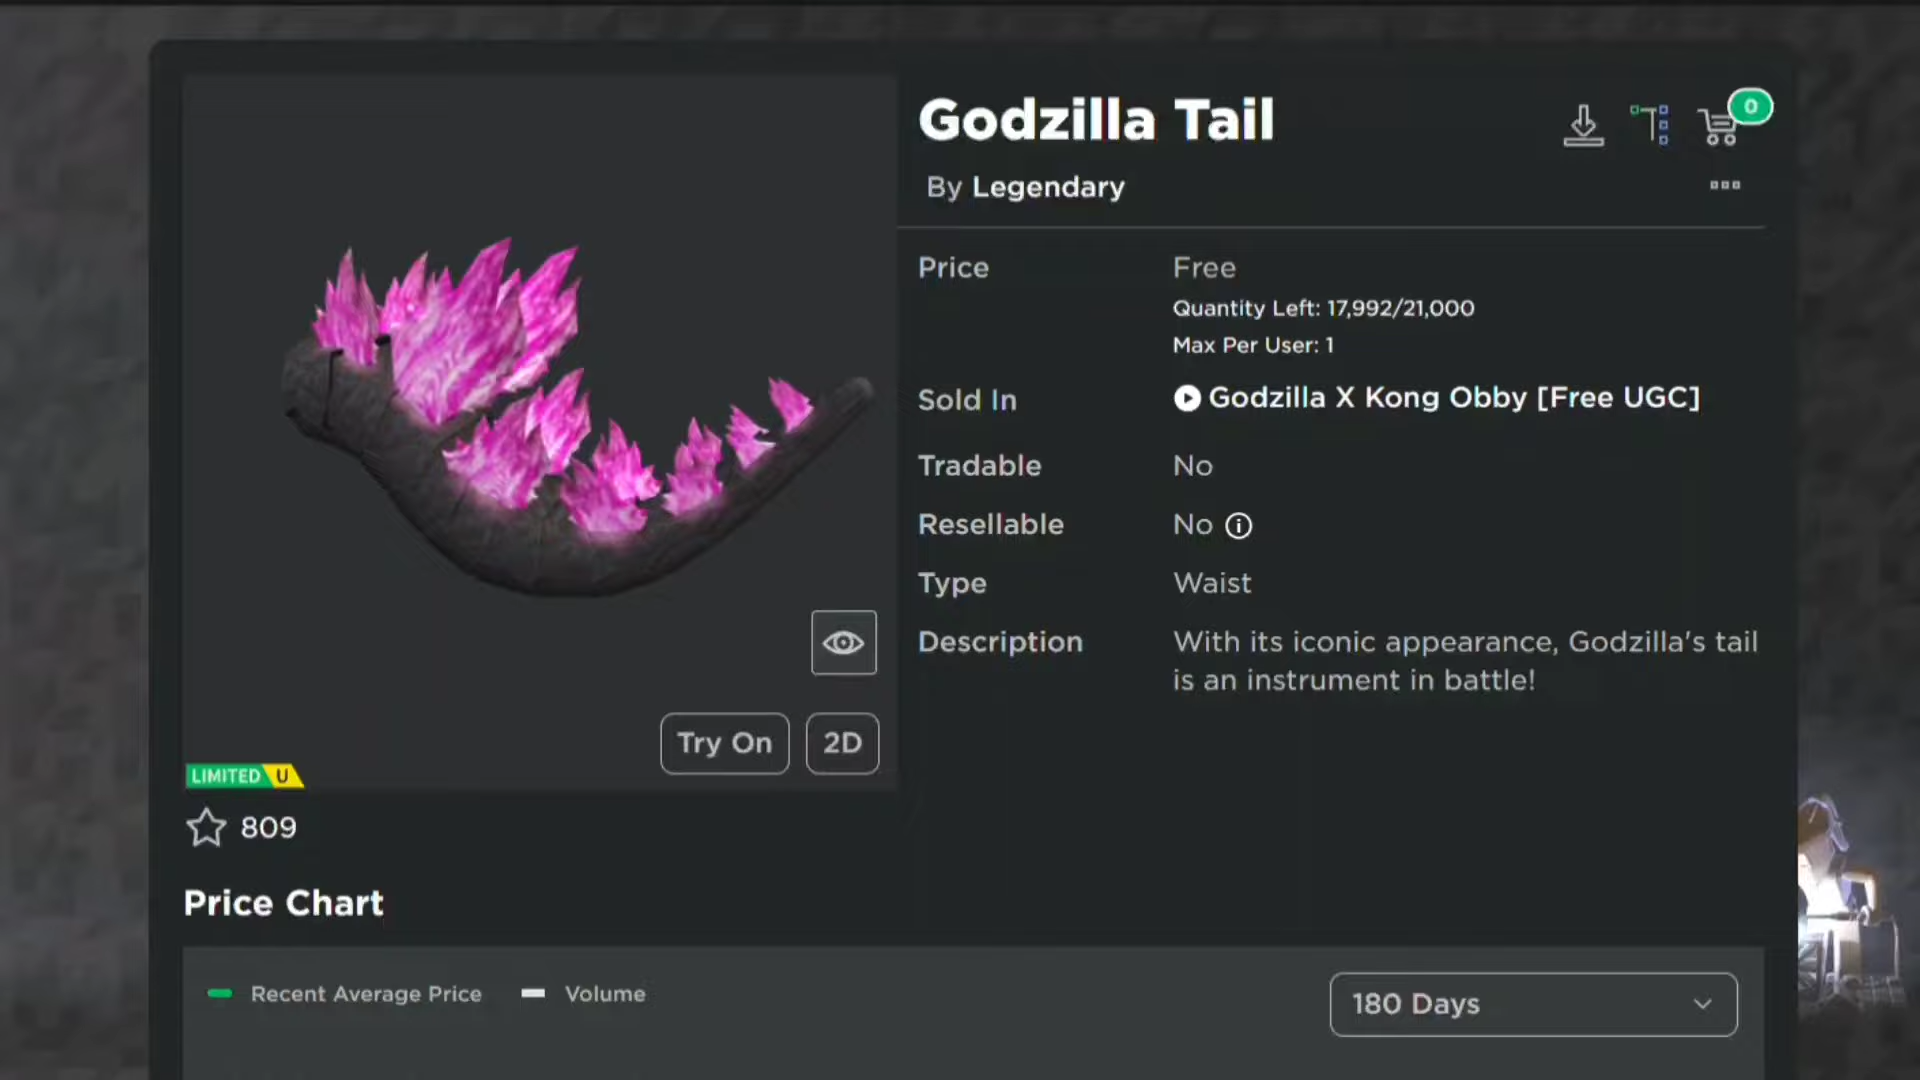 Godzilla Tail
0
By Legendary
Price
Free
Quantity Left: 17,992/21,000
Max Per User: 1
Sold In
Godzilla X Kong Obby [Free UGC]
Tradable
No
Resellable
No
Type
Waist
Description
With its iconic appearance, Godzilla's tail
is an instrument in battle!
Try On
2D
LIMITED U
809
Price Chart
Recent Average Price
Volume
180 Days